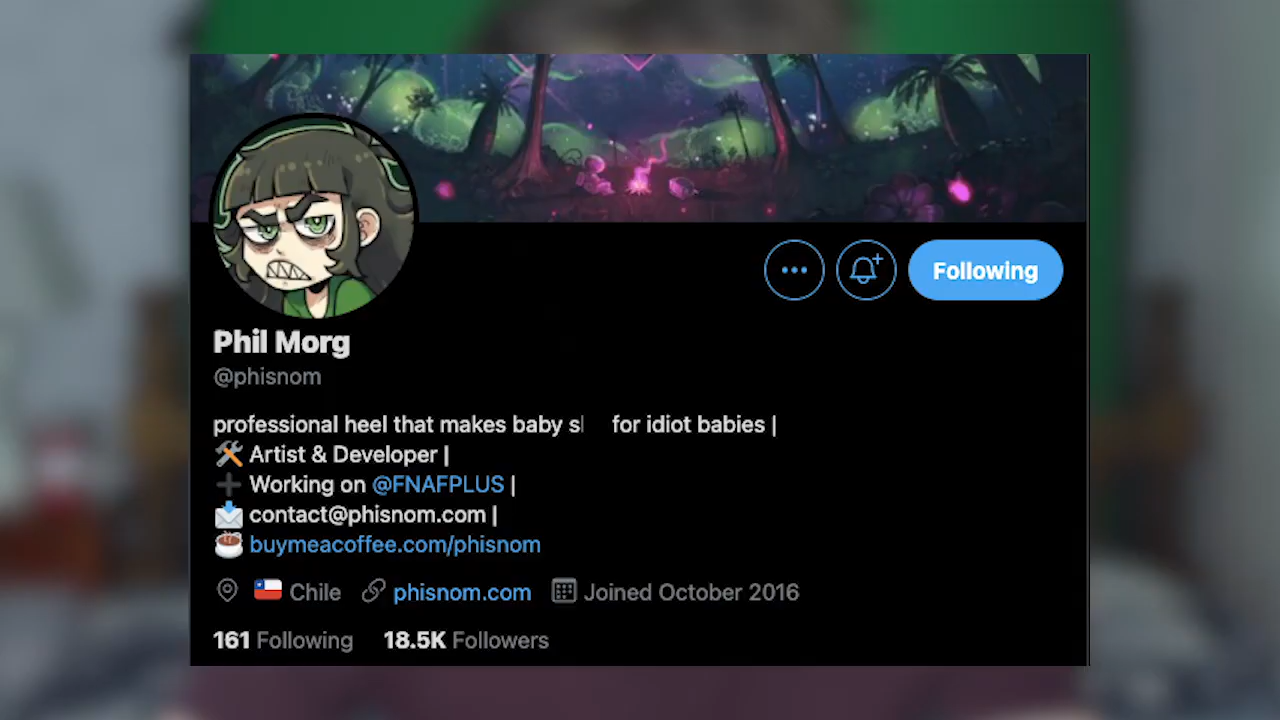 Following
Phil Morg
@phisnom
professional heel that makes baby s for idiot babies |
Artist & Developer |
Working on @FNAFPLUS |
contact@phisnom.com |
buymeacoffee.com/phisnom
Chile phisnom.com Joined October 2016
161 Following 18.5K Followers